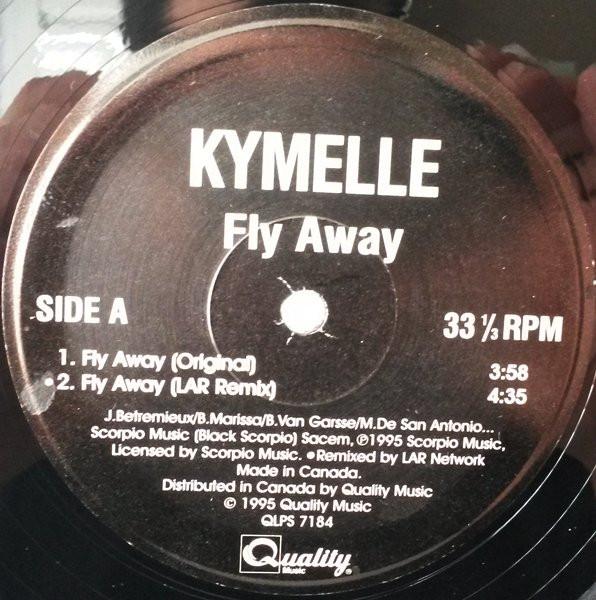 KYMELLE
Fly Away
SIDE A
33 ⅓ RPM
1. Fly Away (Original) 3:58
•2. Fly Away (LAR Remix) 4:35
J.Betremieux/B.Marissa/B.Van Garsse/M.De San Antonio...
Scorpio Music (Black Scorpio) Sacem, ℗1995 Scorpio Music,
Licensed by Scorpio Music. •Remixed by LAR Network
Made in Canada.
Distributed in Canada by Quality Music
© 1995 Quality Music
QLPS 7184
Quality
Music ®